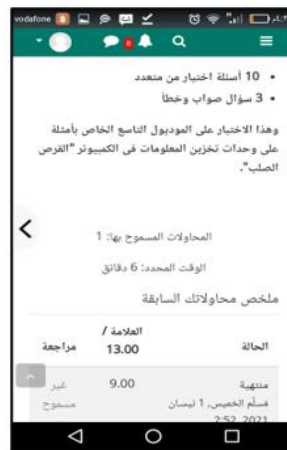 vodafone
• 10 أسئلة اختيار من متعدد
• 3 سؤال صواب وخطأ
وهذا الاختبار على الموديول التاسع الخاص بأمثلة
على وحدات تخزين المعلومات فى الكمبيوتر "القرص
الصلب".
المحاولات المسموح بها: 1
الوقت المحدد: 6 دقائق
ملخص محاولاتك السابقة
الحالة العلامة / 13.00 مراجعة
منتهية 9.00 غير مسموح
مُسلَّم الخميس, 1 نيسان
2021, 2:52